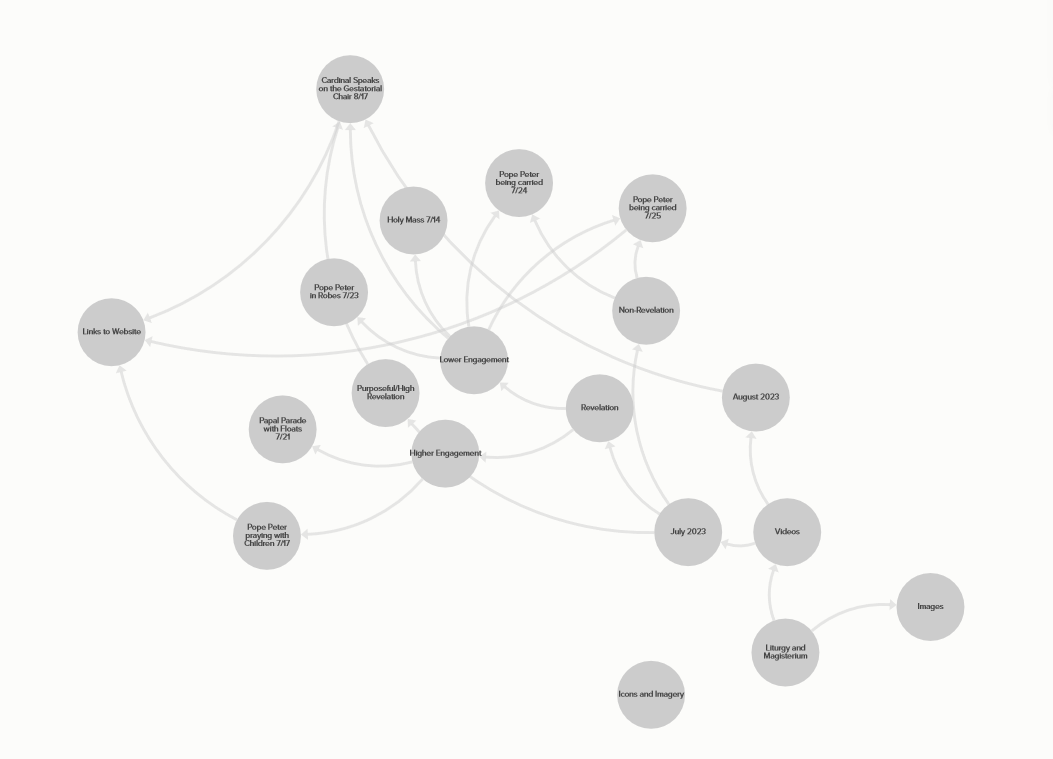 Cardinal Speaks
on the Gestatorial
Chair 8/17
Pope Peter
being carried
7/24
Pope Peter
being carried
7/25
Holy Mass 7/14
Pope Peter
in Robes 7/23
Non-Revelation
Links to Website
Lower Engagement
Purposeful/High
Revelation
August 2023
Revelation
Papal Parade
with Floats
7/21
Higher Engagement
Pope Peter
praying with
Children 7/17
July 2023
Videos
Images
Liturgy and
Magisterium
Icons and Imagery